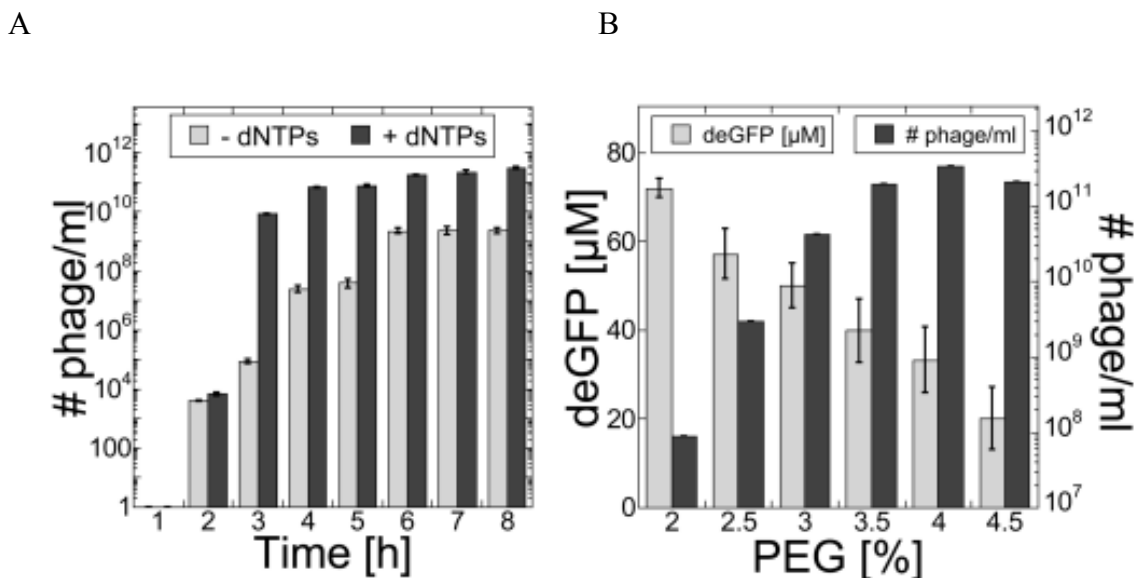 A
B
- dNTPs + dNTPs
# phage/ml
10^12
10^10
10^8
10^6
10^4
100
1
1 2 3 4 5 6 7 8
Time [h]
deGFP [µM] # phage/ml
deGFP [µM]
80
60
40
20
0
2 2.5 3 3.5 4 4.5
PEG [%]
10^12
10^11
10^10
10^9
10^8
10^7
# phage/ml